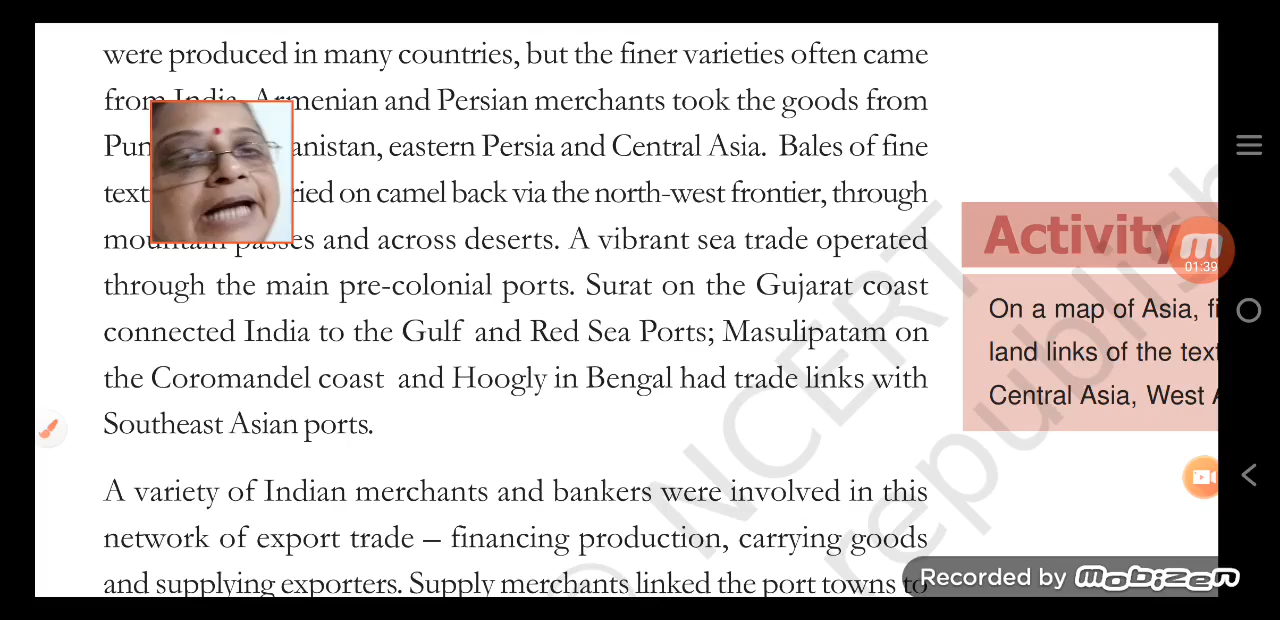 were produced in many countries, but the finer varieties often came
from India. Armenian and Persian merchants took the goods from
anistan, eastern Persia and Central Asia. Bales of fine
ried on camel back via the north-west frontier, through
mountain passes and across deserts. A vibrant sea trade operated
through the main pre-colonial ports. Surat on the Gujarat coast
connected India to the Gulf and Red Sea Ports; Masulipatam on
the Coromandel coast and Hoogly in Bengal had trade links with
Southeast Asian ports.
A variety of Indian merchants and bankers were involved in this
network of export trade – financing production, carrying goods
and supplying exporters. Supply merchants linked the port towns to
Activity
On a map of Asia, fi
land links of the text
Central Asia, West A
01:39
NCERT
republish
Recorded by mobizen